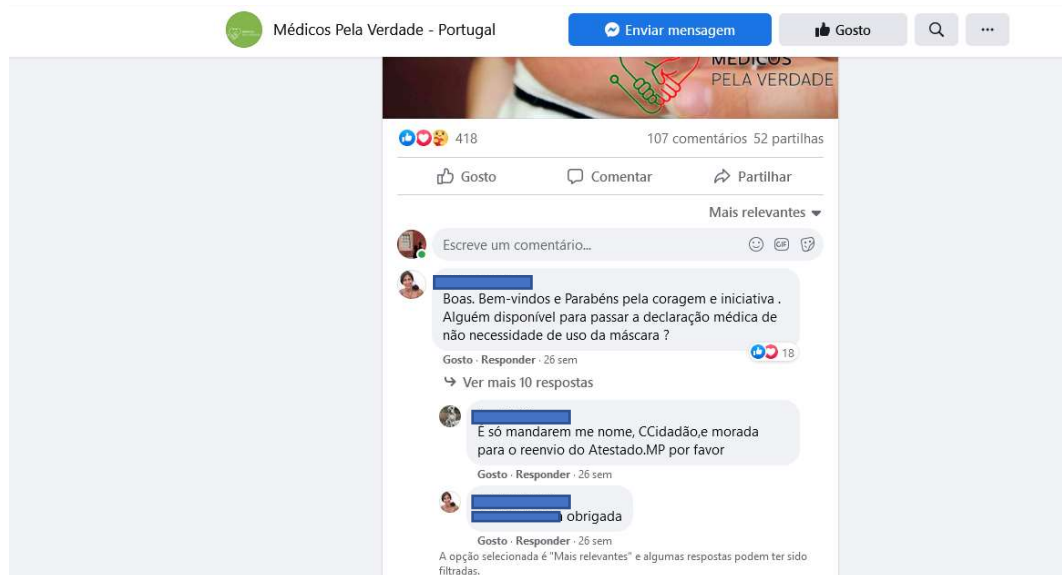 Médicos Pela Verdade - Portugal
Enviar mensagem
Gosto
MÉDICOS
PELA VERDADE
418
107 comentários 52 partilhas
Gosto
Comentar
Partilhar
Mais relevantes
Escreve um comentário...
GIF
Boas. Bem-vindos e Parabéns pela coragem e iniciativa .
Alguém disponível para passar a declaração médica de
não necessidade de uso da máscara ?
18
Gosto · Responder · 26 sem
Ver mais 10 respostas
É só mandarem me nome, CCidadão,e morada
para o reenvio do Atestado.MP por favor
Gosto · Responder · 26 sem
obrigada
Gosto · Responder · 26 sem
A opção selecionada é "Mais relevantes" e algumas respostas podem ter sido
filtradas.